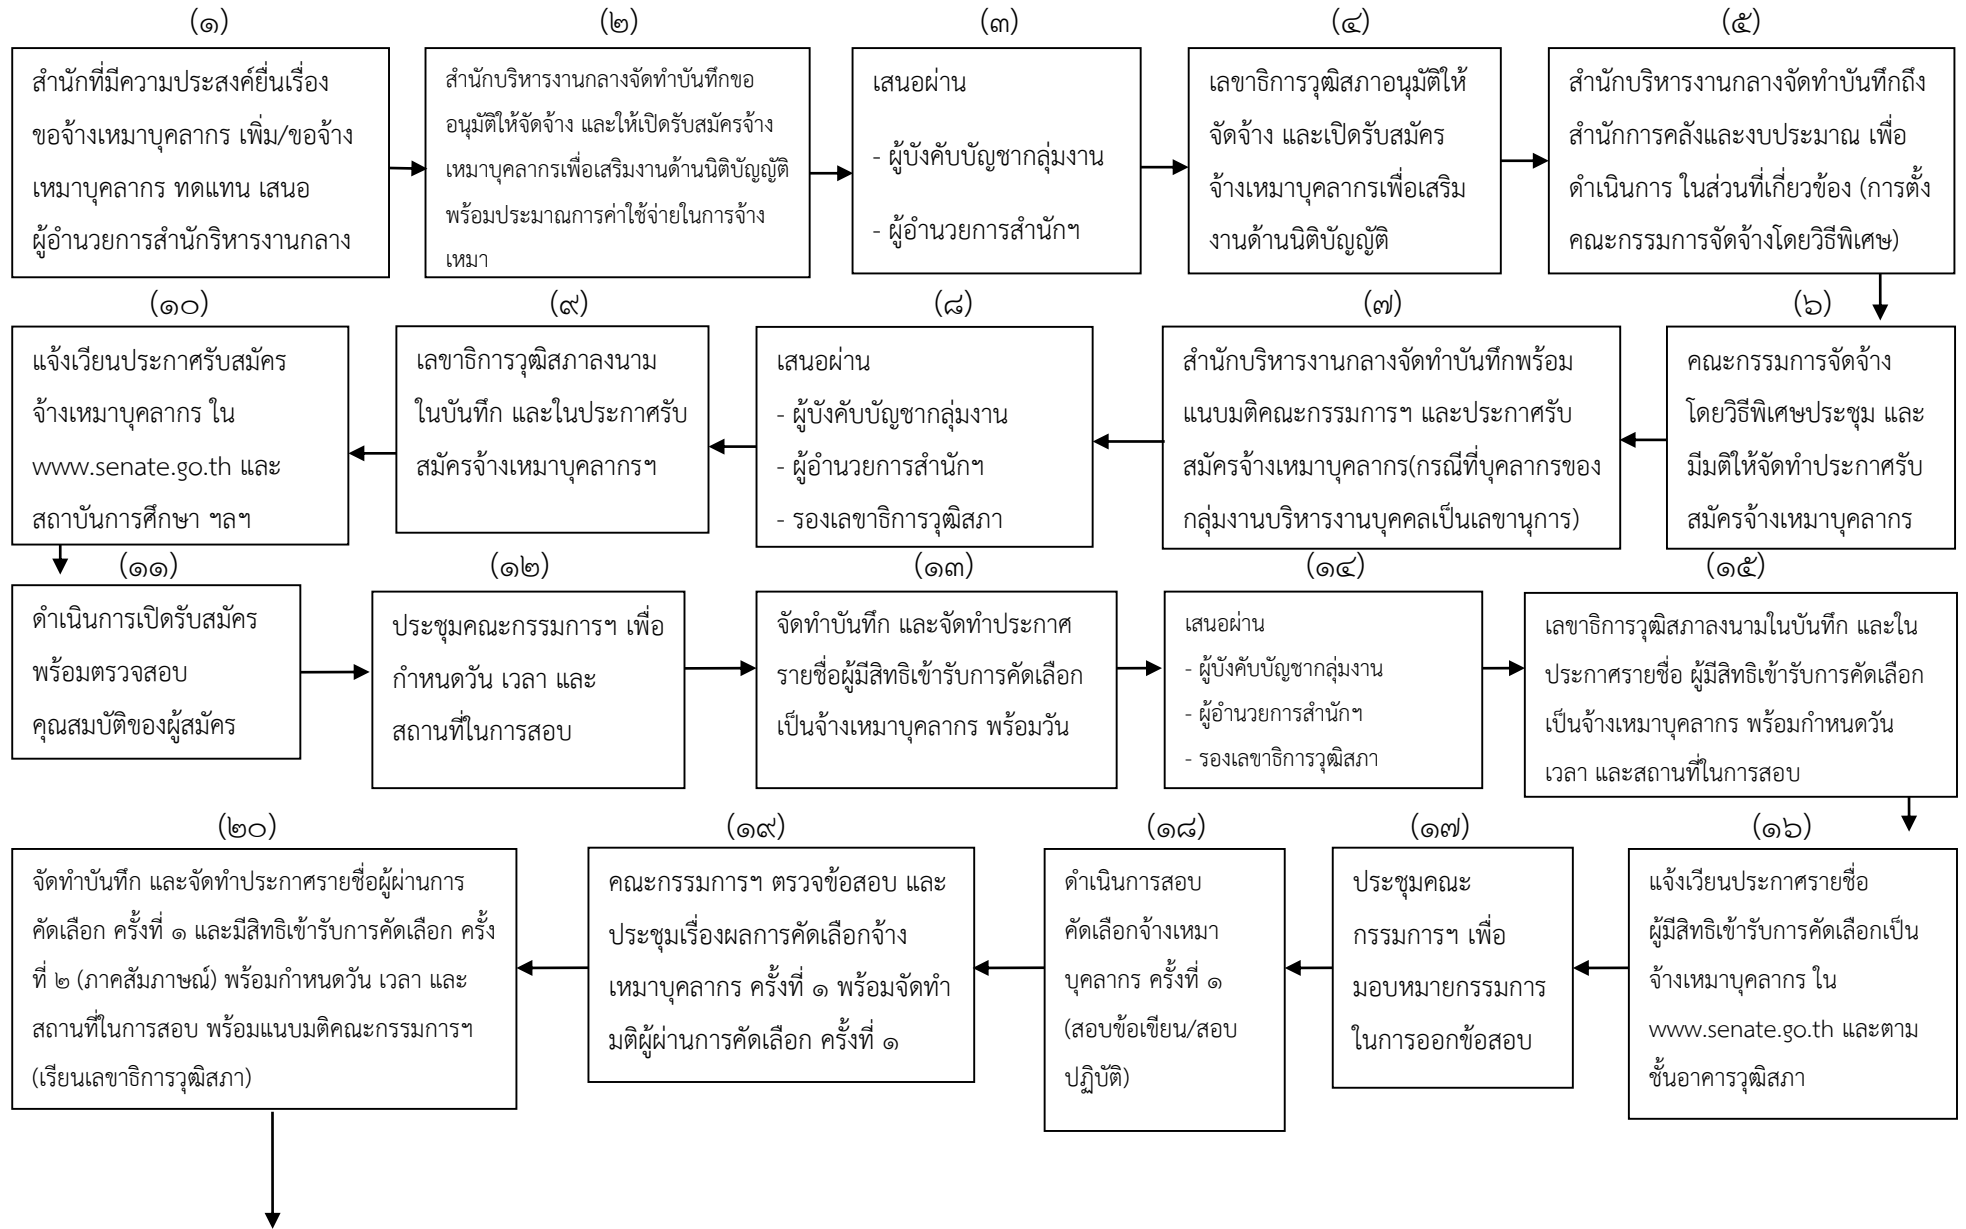 (๑)
สำนักที่มีความประสงค์ยื่นเรื่อง
ขอจ้างเหมาบุคลากร เพิ่ม/ขอจ้าง
เหมาบุคลากร ทดแทน เสนอ
ผู้อำนวยการสำนักริหารงานกลาง
(๒)
สำนักบริหารงานกลางจัดทำบันทึกขอ
อนุมัติให้จัดจ้าง และให้เปิดรับสมัครจ้าง
เหมาบุคลากรเพื่อเสริมงานด้านนิติบัญญัติ
พร้อมประมาณการค่าใช้จ่ายในการจ้าง
เหมา
(๓)
เสนอผ่าน
- ผู้บังคับบัญชากลุ่มงาน
- ผู้อำนวยการสำนักฯ
(๔)
เลขาธิการวุฒิสภาอนุมัติให้
จัดจ้าง และเปิดรับสมัคร
จ้างเหมาบุคลากรเพื่อเสริม
งานด้านนิติบัญญัติ
(๕)
สำนักบริหารงานกลางจัดทำบันทึกถึง
สำนักการคลังและงบประมาณ เพื่อ
ดำเนินการ ในส่วนที่เกี่ยวข้อง (การตั้ง
คณะกรรมการจัดจ้างโดยวิธีพิเศษ)
(๖)
คณะกรรมการจัดจ้าง
โดยวิธีพิเศษประชุม และ
มีมติให้จัดทำประกาศรับ
สมัครจ้างเหมาบุคลากร
(๗)
สำนักบริหารงานกลางจัดทำบันทึกพร้อม
แนบมติคณะกรรมการฯ และประกาศรับ
สมัครจ้างเหมาบุคลากร(กรณีที่บุคลากรของ
กลุ่มงานบริหารงานบุคคลเป็นเลขานุการ)
(๘)
เสนอผ่าน
- ผู้บังคับบัญชากลุ่มงาน
- ผู้อำนวยการสำนักฯ
- รองเลขาธิการวุฒิสภา
(๙)
เลขาธิการวุฒิสภาลงนาม
ในบันทึก และในประกาศรับ
สมัครจ้างเหมาบุคลากรฯ
(๑๐)
แจ้งเวียนประกาศรับสมัคร
จ้างเหมาบุคลากร ใน
www.senate.go.th และ
สถาบันการศึกษา ฯลฯ
(๑๑)
ดำเนินการเปิดรับสมัคร
พร้อมตรวจสอบ
คุณสมบัติของผู้สมัคร
(๑๒)
ประชุมคณะกรรมการฯ เพื่อ
กำหนดวัน เวลา และ
สถานที่ในการสอบ
(๑๓)
จัดทำบันทึก และจัดทำประกาศ
รายชื่อผู้มีสิทธิเข้ารับการคัดเลือก
เป็นจ้างเหมาบุคลากร พร้อมวัน
(๑๔)
เสนอผ่าน
- ผู้บังคับบัญชากลุ่มงาน
- ผู้อำนวยการสำนักฯ
- รองเลขาธิการวุฒิสภา
(๑๕)
เลขาธิการวุฒิสภาลงนามในบันทึก และใน
ประกาศรายชื่อ ผู้มีสิทธิเข้ารับการคัดเลือก
เป็นจ้างเหมาบุคลากร พร้อมกำหนดวัน
เวลา และสถานที่ในการสอบ
(๑๖)
แจ้งเวียนประกาศรายชื่อ
ผู้มีสิทธิเข้ารับการคัดเลือกเป็น
จ้างเหมาบุคลากร ใน
www.senate.go.th และตาม
ชั้นอาคารวุฒิสภา
(๑๗)
ประชุมคณะ
กรรมการฯ เพื่อ
มอบหมายกรรมการ
ในการออกข้อสอบ
(๑๘)
ดำเนินการสอบ
คัดเลือกจ้างเหมา
บุคลากร ครั้งที่ ๑
(สอบข้อเขียน/สอบ
ปฏิบัติ)
(๑๙)
คณะกรรมการฯ ตรวจข้อสอบ และ
ประชุมเรื่องผลการคัดเลือกจ้าง
เหมาบุคลากร ครั้งที่ ๑ พร้อมจัดทำ
มติผู้ผ่านการคัดเลือก ครั้งที่ ๑
(๒๐)
จัดทำบันทึก และจัดทำประกาศรายชื่อผู้ผ่านการ
คัดเลือก ครั้งที่ ๑ และมีสิทธิเข้ารับการคัดเลือก ครั้ง
ที่ ๒ (ภาคสัมภาษณ์) พร้อมกำหนดวัน เวลา และ
สถานที่ในการสอบ พร้อมแนบมติคณะกรรมการฯ
(เรียนเลขาธิการวุฒิสภา)